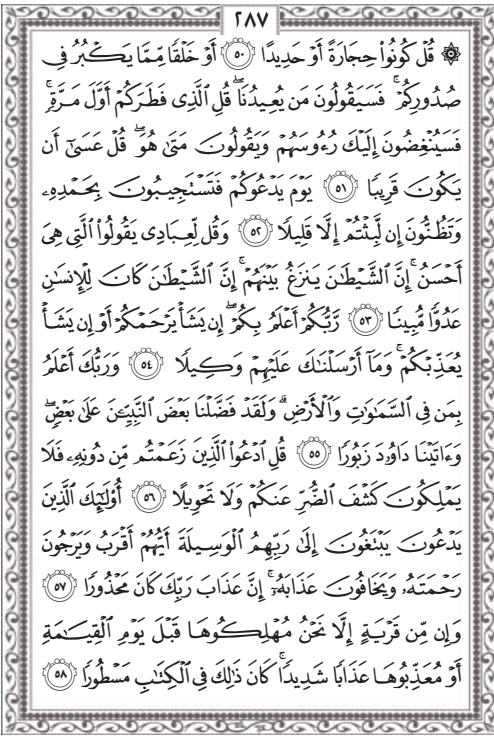 ٢٨٧
۞ قُلۡ كُونُواْ حِجَارَةً أَوۡ حَدِيدًا ٥٠ أَوۡ خَلۡقًا مِّمَّا يَكۡبُرُ فِي
صُدُورِكُمۡۚ فَسَيَقُولُونَ مَن يُعِيدُنَاۖ قُلِ ٱلَّذِي فَطَرَكُمۡ أَوَّلَ مَرَّةٖۚ
فَسَيُنۡغِضُونَ إِلَيۡكَ رُءُوسَهُمۡ وَيَقُولُونَ مَتَىٰ هُوَۖ قُلۡ عَسَىٰٓ أَن
يَكُونَ قَرِيبٗا ٥١ يَوۡمَ يَدۡعُوكُمۡ فَتَسۡتَجِيبُونَ بِحَمۡدِهِۦ
وَتَظُنُّونَ إِن لَّبِثۡتُمۡ إِلَّا قَلِيلٗا ٥٢ وَقُل لِّعِبَادِي يَقُولُواْ ٱلَّتِي هِيَ
أَحۡسَنُۚ إِنَّ ٱلشَّيۡطَٰنَ يَنزَغُ بَيۡنَهُمۡۚ إِنَّ ٱلشَّيۡطَٰنَ كَانَ لِلۡإِنسَٰنِ
عَدُوّٗا مُّبِينٗا ٥٣ رَّبُّكُمۡ أَعۡلَمُ بِكُمۡۖ إِن يَشَأۡ يَرۡحَمۡكُمۡ أَوۡ إِن يَشَأۡ
يُعَذِّبۡكُمۡۚ وَمَآ أَرۡسَلۡنَٰكَ عَلَيۡهِمۡ وَكِيلٗا ٥٤ وَرَبُّكَ أَعۡلَمُ
بِمَن فِي ٱلسَّمَٰوَٰتِ وَٱلۡأَرۡضِۗ وَلَقَدۡ فَضَّلۡنَا بَعۡضَ ٱلنَّبِيِّـۧنَ عَلَىٰ بَعۡضٖۖ
وَءَاتَيۡنَا دَاوُۥدَ زَبُورٗا ٥٥ قُلِ ٱدۡعُواْ ٱلَّذِينَ زَعَمۡتُم مِّن دُونِهِۦ فَلَا
يَمۡلِكُونَ كَشۡفَ ٱلضُّرِّ عَنكُمۡ وَلَا تَحۡوِيلًا ٥٦ أُوْلَٰٓئِكَ ٱلَّذِينَ
يَدۡعُونَ يَبۡتَغُونَ إِلَىٰ رَبِّهِمُ ٱلۡوَسِيلَةَ أَيُّهُمۡ أَقۡرَبُ وَيَرۡجُونَ
رَحۡمَتَهُۥ وَيَخَافُونَ عَذَابَهُۥٓۚ إِنَّ عَذَابَ رَبِّكَ كَانَ مَحۡذُورٗا ٥٧
وَإِن مِّن قَرۡيَةٍ إِلَّا نَحۡنُ مُهۡلِكُوهَا قَبۡلَ يَوۡمِ ٱلۡقِيَٰمَةِ
أَوۡ مُعَذِّبُوهَا عَذَابٗا شَدِيدٗاۚ كَانَ ذَٰلِكَ فِي ٱلۡكِتَٰبِ مَسۡطُورٗا ٥٨